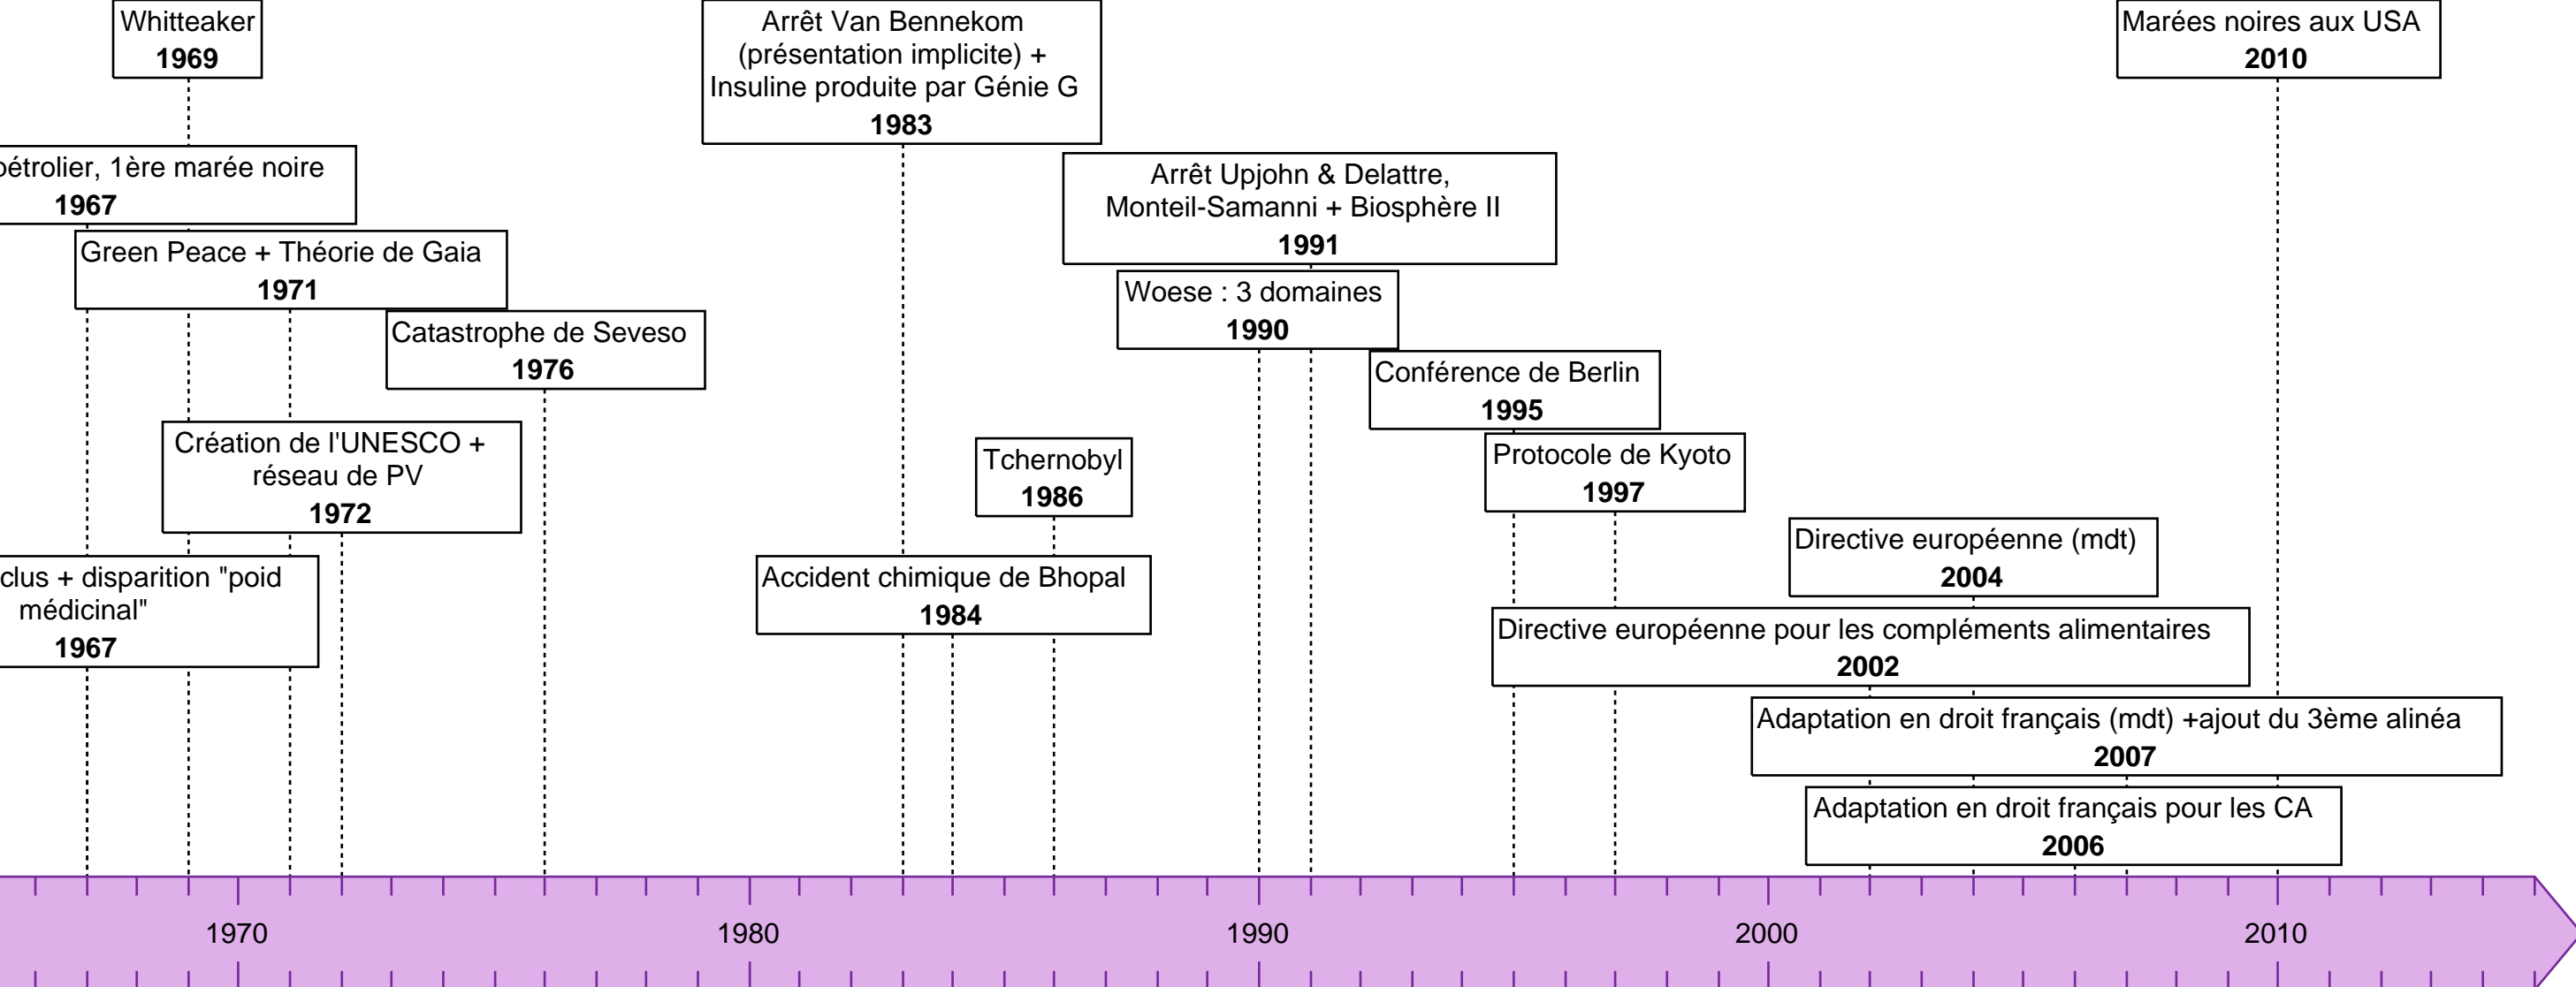 Whitteaker
1969
Arrêt Van Bennekom
(présentation implicite) +
Insuline produite par Génie G
1983
Marées noires aux USA
2010
pétrolier, 1ère marée noire
1967
Arrêt Upjohn & Delattre,
Monteil-Samanni + Biosphère II
1991
Green Peace + Théorie de Gaia
1971
Woese : 3 domaines
1990
Catastrophe de Seveso
1976
Conférence de Berlin
1995
Création de l'UNESCO +
réseau de PV
1972
Tchernobyl
1986
Protocole de Kyoto
1997
Directive européenne (mdt)
2004
clus + disparition "poid
médicinal"
1967
Accident chimique de Bhopal
1984
Directive européenne pour les compléments alimentaires
2002
Adaptation en droit français (mdt) +ajout du 3ème alinéa
2007
Adaptation en droit français pour les CA
2006
1970 1980 1990 2000 2010